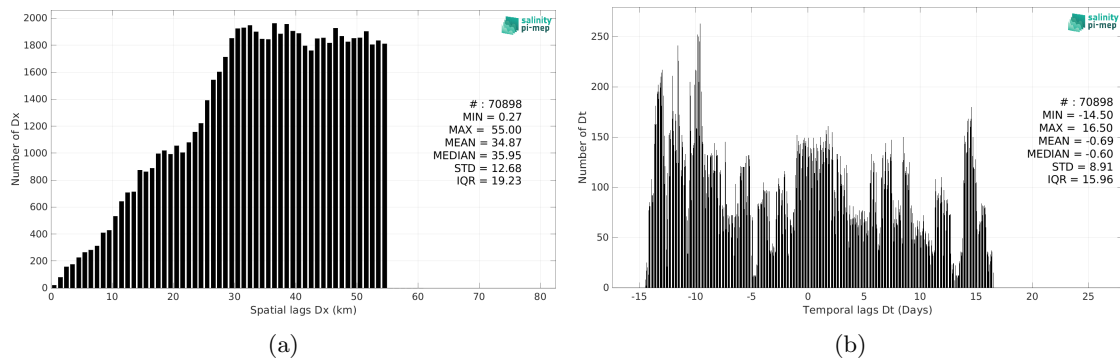 2000
1800
1600
1400
1200
1000
800
600
400
200
0
Number of Dx
0 10 20 30 40 50 60 70 80
Spatial lags Dx (km)
salinity
pi-mep
# : 70898
MIN = 0.27
MAX = 55.00
MEAN = 34.87
MEDIAN = 35.95
STD = 12.68
IQR = 19.23
(a)
250
200
150
100
50
0
Number of Dt
-15 -10 -5 0 5 10 15 20 25
Temporal lags Dt (Days)
salinity
pi-mep
# : 70898
MIN = -14.50
MAX = 16.50
MEAN = -0.69
MEDIAN = -0.60
STD = 8.91
IQR = 15.96
(b)